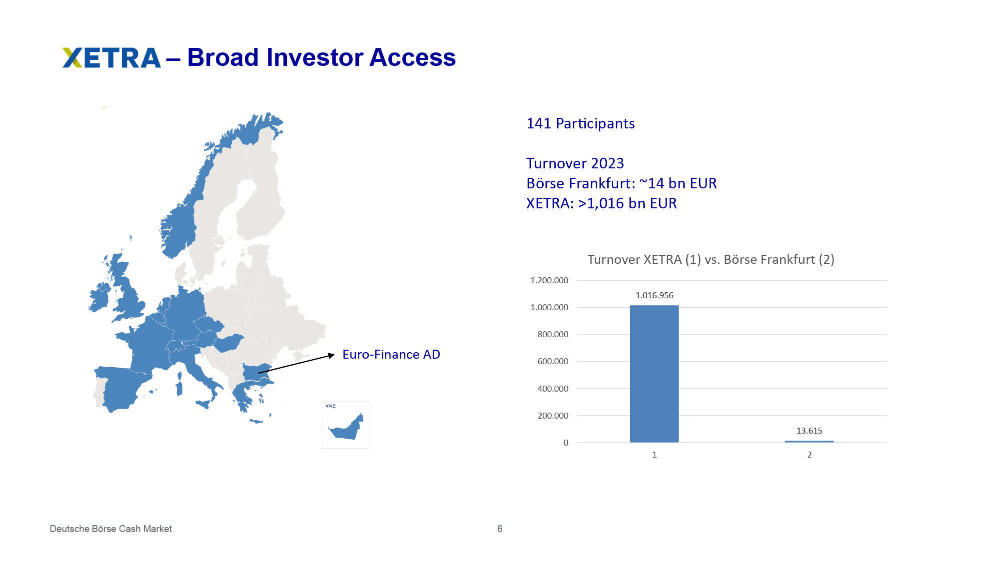 XETRA – Broad Investor Access
141 Participants
Turnover 2023
Börse Frankfurt: ~14 bn EUR
XETRA: >1,016 bn EUR
Euro-Finance AD
VAE
Turnover XETRA (1) vs. Börse Frankfurt (2)
1.200.000
1.000.000
800.000
600.000
400.000
200.000
0
1.016.956
13.615
1
2
Deutsche Börse Cash Market
6